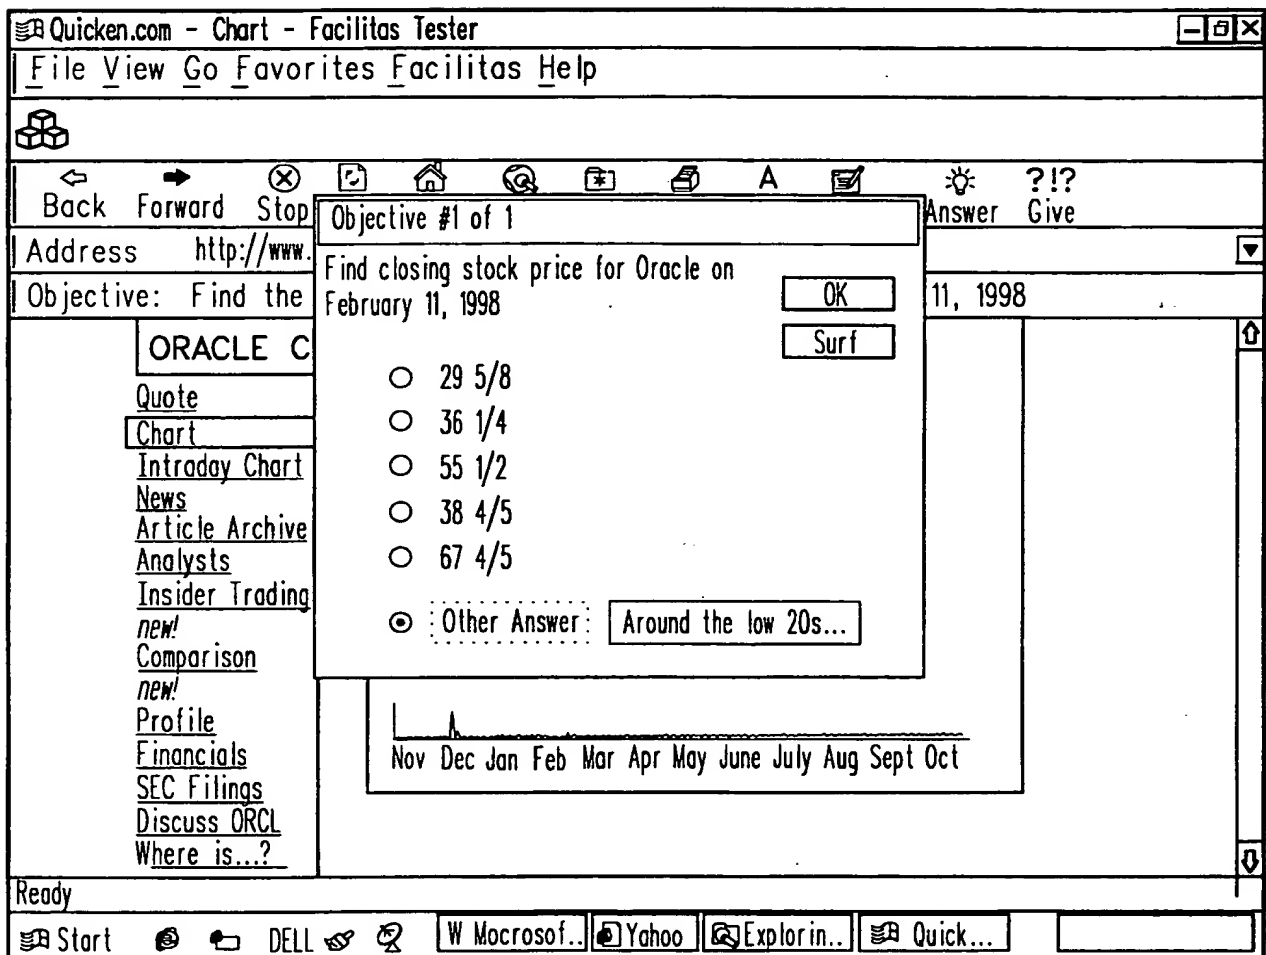 Quicken.com - Chart - Facilitas Tester
File View Go Favorites Facilitas Help
Back Forward Stop Answer ?!? Give
A
Address http://www.
Objective: Find the 11, 1998
Objective #1 of 1
Find closing stock price for Oracle on
February 11, 1998
OK
Surf
29 5/8
36 1/4
55 1/2
38 4/5
67 4/5
Other Answer Around the low 20s...
ORACLE C
Quote
Chart
Intraday Chart
News
Article Archive
Analysts
Insider Trading
new!
Comparison
new!
Profile
Financials
SEC Filings
Discuss ORCL
Where is...?
Nov Dec Jan Feb Mar Apr May June July Aug Sept Oct
Ready
Start DELL W Mocrosof.. Yahoo Explorin.. Quick...